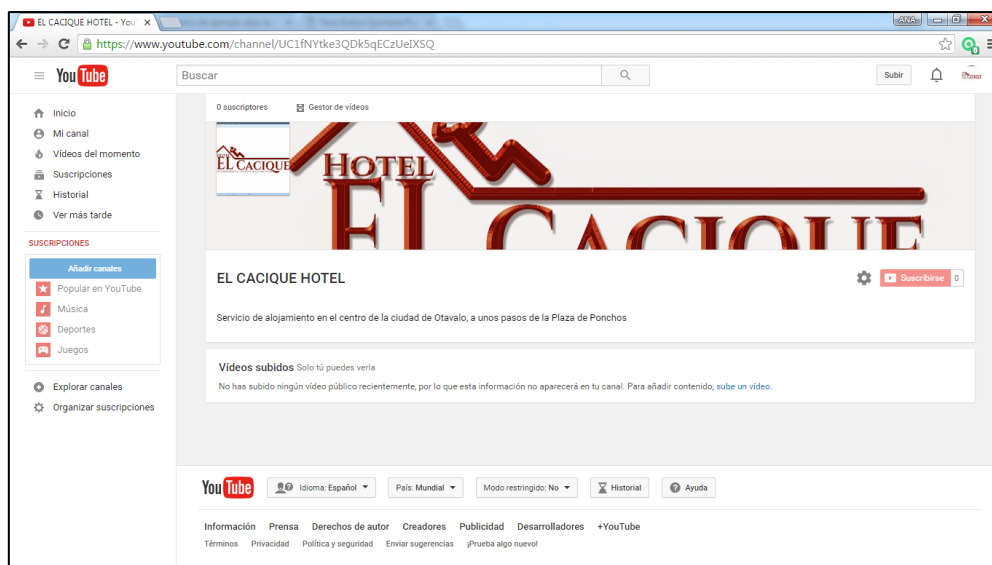 EL CACIQUE HOTEL - You
ANA
https://www.youtube.com/channel/UC1fNYtke3QDk5qECzUeIXSQ
YouTube
Buscar
Subir
Inicio
Mi canal
Vídeos del momento
Suscripciones
Historial
Ver más tarde
SUSCRIPCIONES
Añadir canales
Popular en YouTube
Música
Deportes
Juegos
Explorar canales
Organizar suscripciones
0 suscriptores Gestor de vídeos
EL CACIQUE
HOTEL
EL CACIQUE
EL CACIQUE HOTEL
Suscribirse 0
Servicio de alojamiento en el centro de la ciudad de Otavalo, a unos pasos de la Plaza de Ponchos
Vídeos subidos Solo tú puedes verla
No has subido ningún vídeo público recientemente, por lo que esta información no aparecerá en tu canal. Para añadir contenido, sube un vídeo.
YouTube Idioma: Español País: Mundial Modo restringido: No Historial Ayuda
Información Prensa Derechos de autor Creadores Publicidad Desarrolladores +YouTube
Términos Privacidad Política y seguridad Enviar sugerencias ¡Prueba algo nuevo!